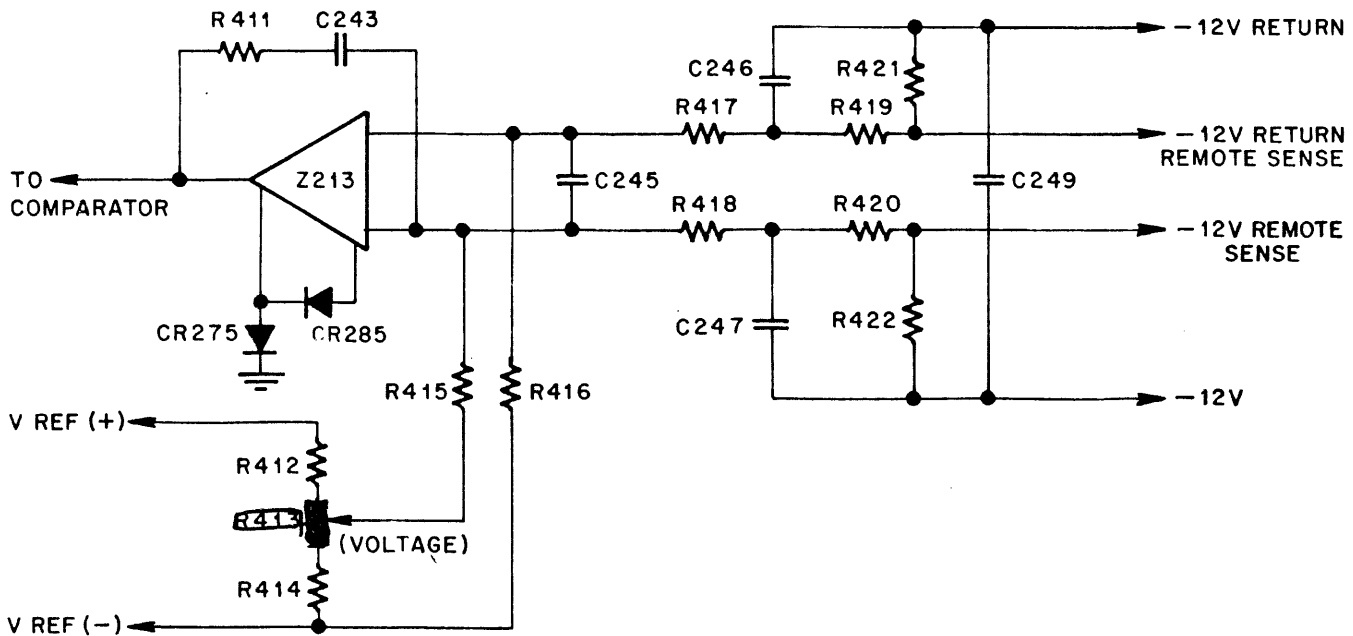 R411
C243
-12V RETURN
C246
R421
R417
R419
-12V RETURN
REMOTE SENSE
TO
COMPARATOR
Z213
C245
C249
R418
R420
-12V REMOTE
SENSE
CR275
CR285
C247
R422
R415
R416
-12V
V REF (+)
R412
R413
(VOLTAGE)
R414
V REF (-)